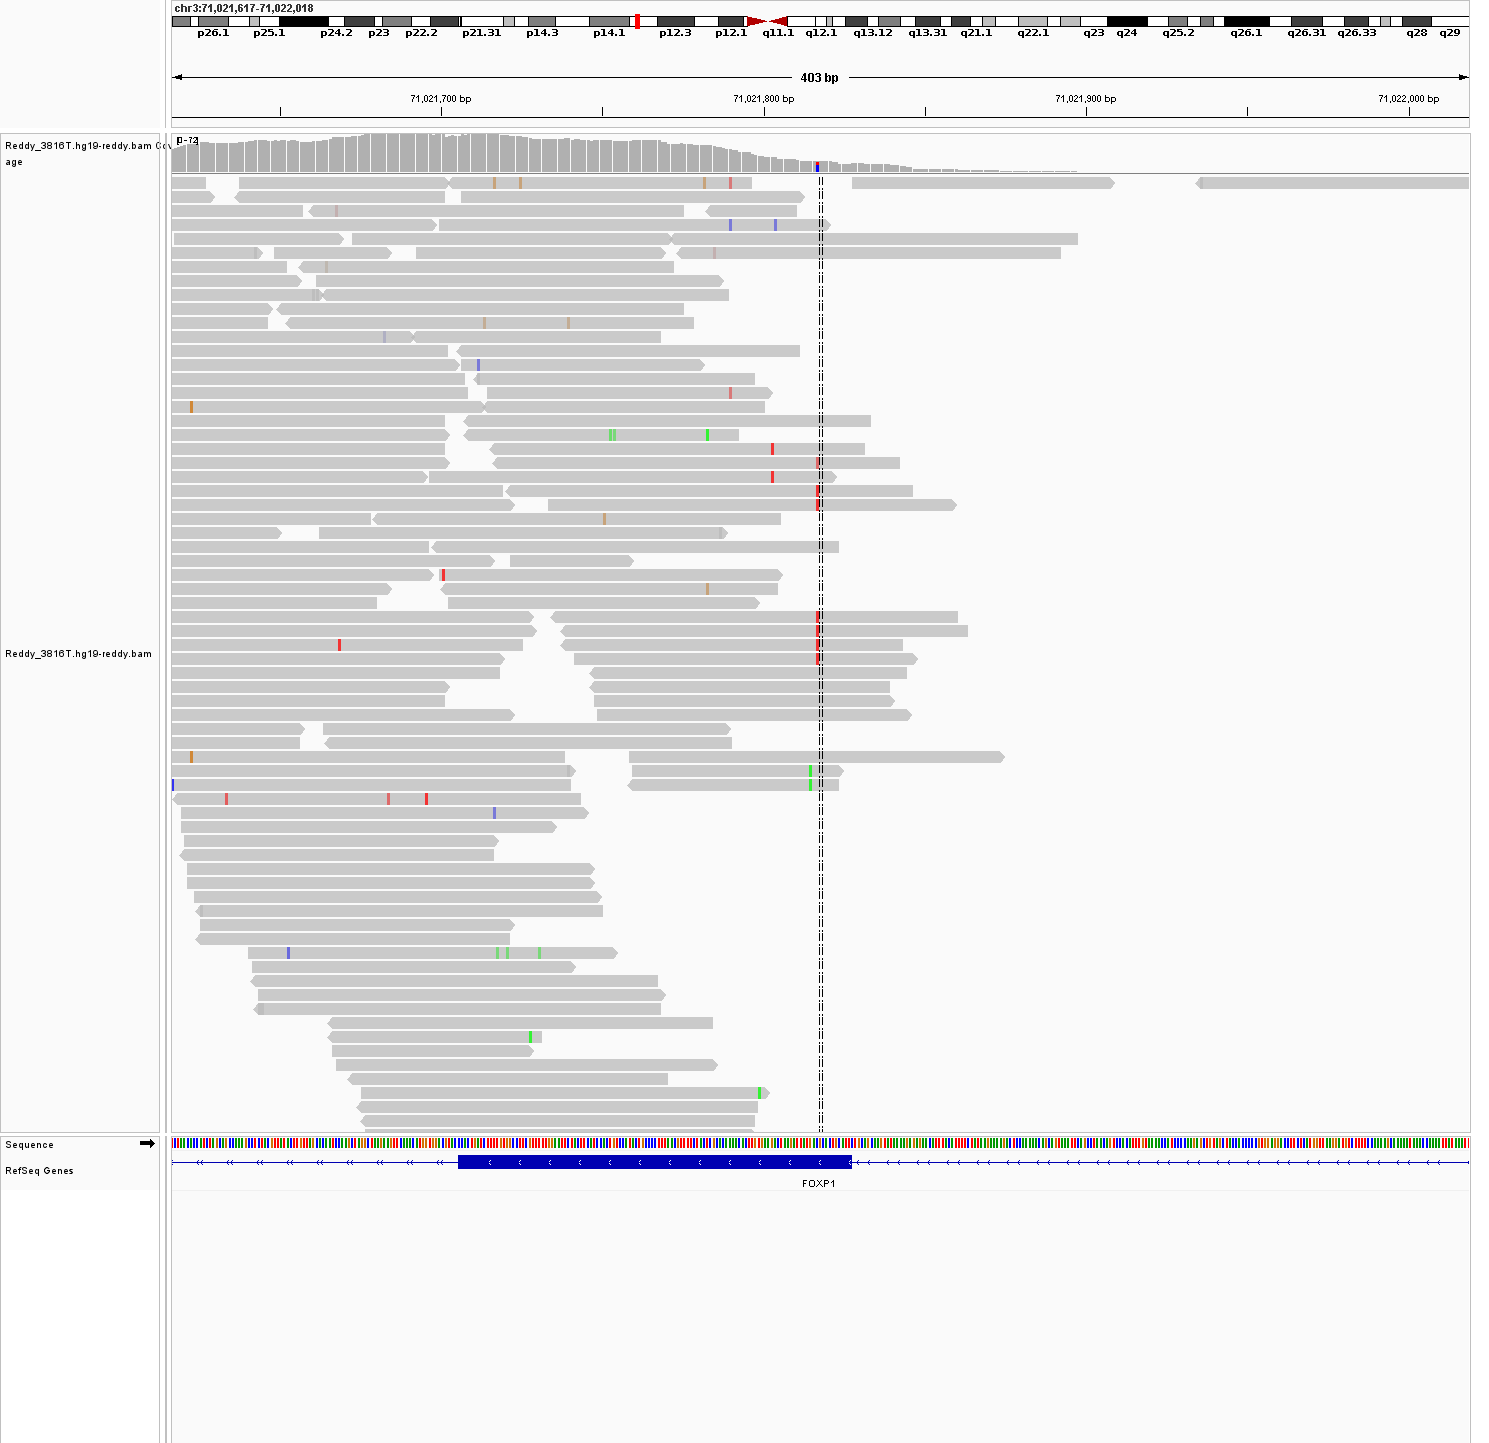 chr3:71,021,617-71,022,018
p26.1 p25.1 p24.2 p23 p22.2 p21.31 p14.3 p14.1 p12.3 p12.1 q11.1 q12.1 q13.12 q13.31 q21.1 q22.1 q23 q24 q25.2 q26.1 q26.31 q26.33 q28 q29
403 bp
71,021,700 bp 71,021,800 bp 71,021,900 bp 71,022,000 bp
Reddy_3816T.hg19-reddy.bam Cov
age
[0-72]
Reddy_3816T.hg19-reddy.bam
Sequence
RefSeq Genes
FOXP1